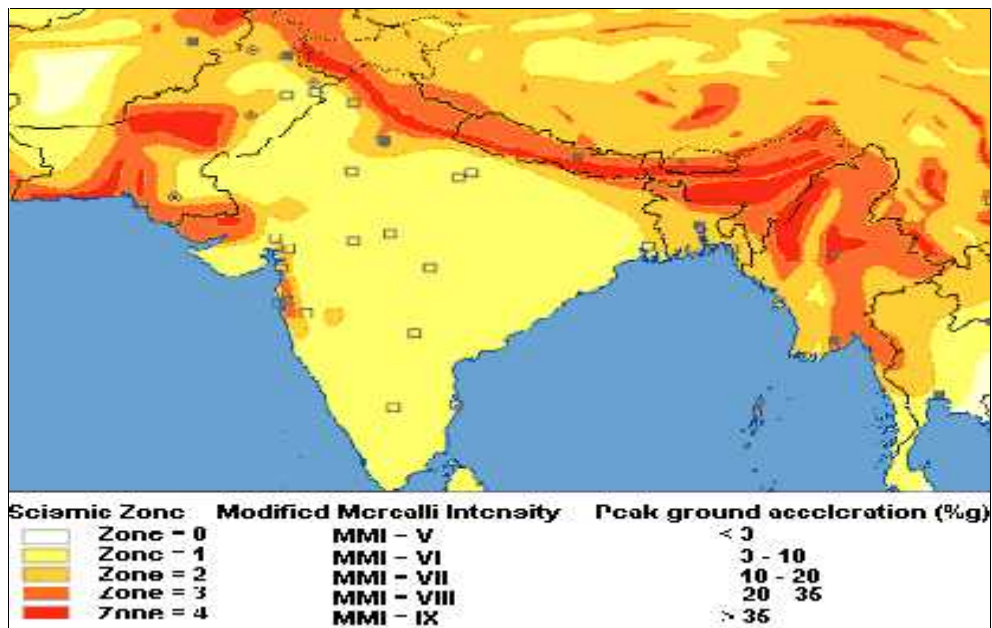 Seismic Zone Modified Mercalli Intensity Peak ground acceleration (%g)
Zone = 0 MMI - V < 3
Zone = 1 MMI - VI 3 - 10
Zone = 2 MMI - VII 10 - 20
Zone = 3 MMI - VIII 20 35
Zone = 4 MMI - IX > 35